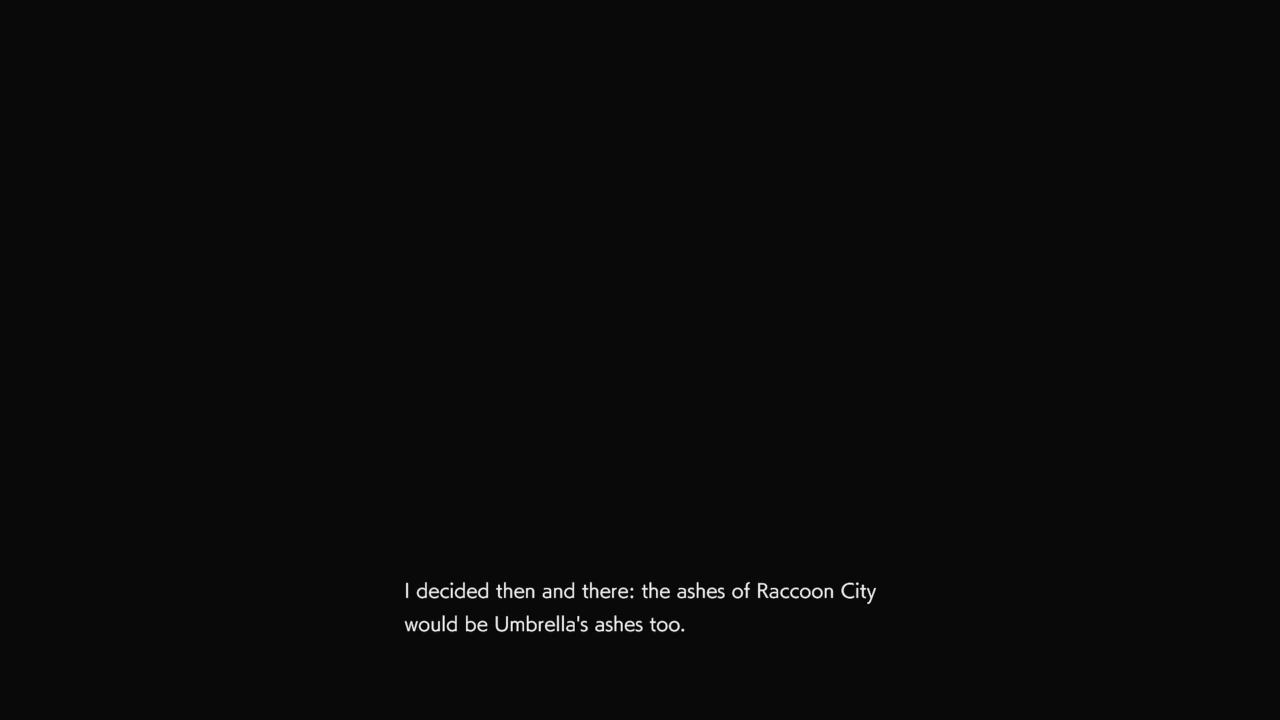 I decided then and there: the ashes of Raccoon City
would be Umbrella's ashes too.